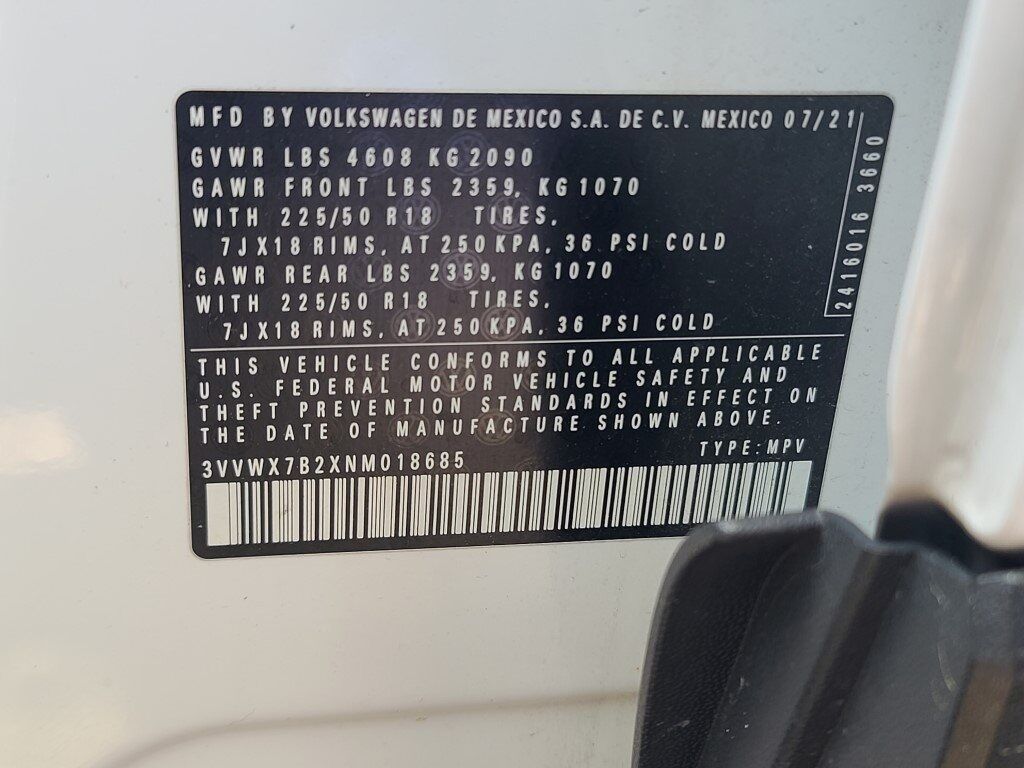 MFD BY VOLKSWAGEN DE MEXICO S.A. DE C.V. MEXICO 07/21
GVWR LBS 4608 KG 2090
GAWR FRONT LBS 2359, KG 1070
WITH 225/50 R18 TIRES,
7JX18 RIMS, AT 250 KPA, 36 PSI COLD
GAWR REAR LBS 2359, KG 1070
WITH 225/50 R18 TIRES,
7JX18 RIMS, AT 250 KPA, 36 PSI COLD
2416016 3660
THIS VEHICLE CONFORMS TO ALL APPLICABLE
U.S. FEDERAL MOTOR VEHICLE SAFETY AND
THEFT PREVENTION STANDARDS IN EFFECT ON
THE DATE OF MANUFACTURE SHOWN ABOVE.
3VVWX7B2XNM018685 TYPE:MPV